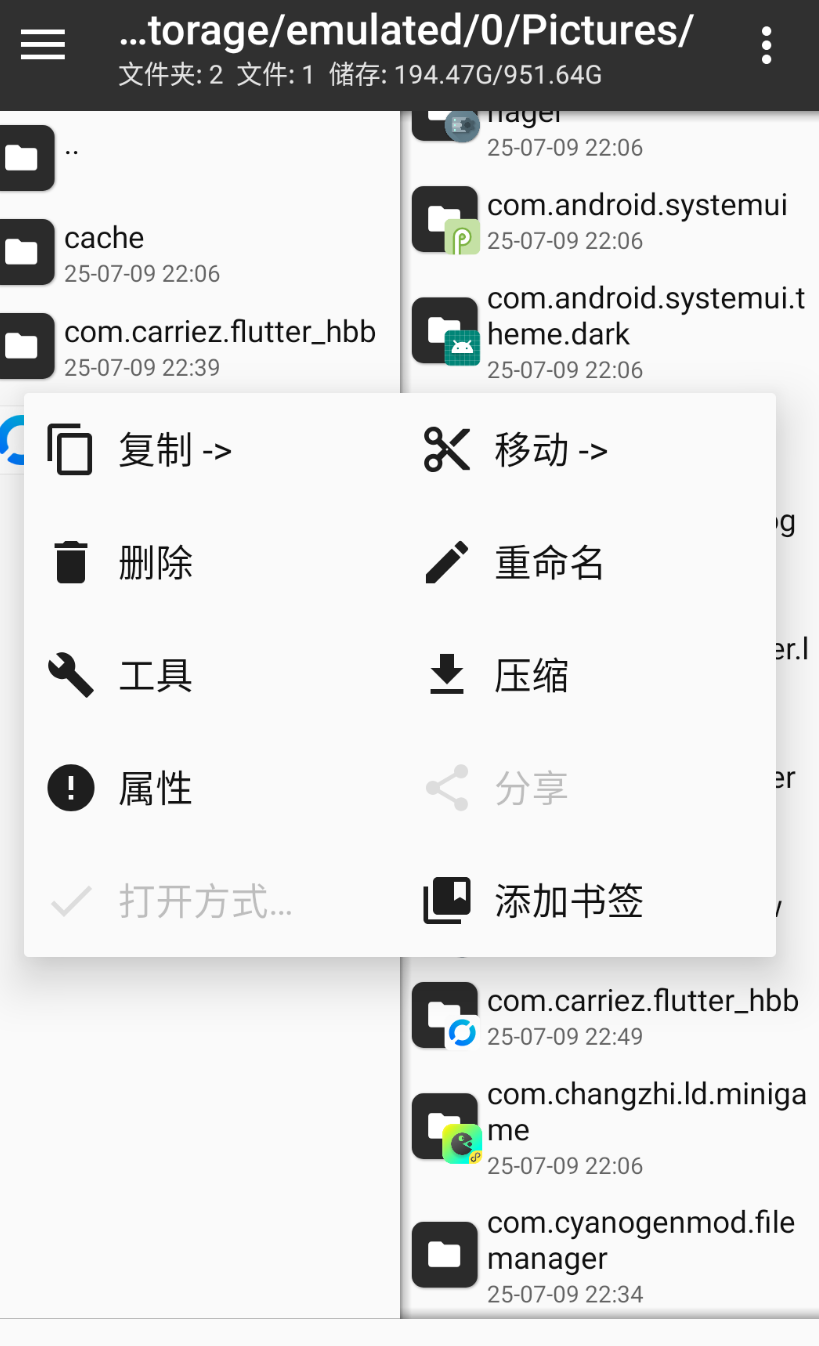 ...torage/emulated/0/Pictures/
文件夹: 2 文件: 1 储存: 194.47G/951.64G
..
cache
25-07-09 22:06
com.carriez.flutter_hbb
25-07-09 22:39
nager
25-07-09 22:06
com.android.systemui
25-07-09 22:06
com.android.systemui.t
heme.dark
25-07-09 22:06
复制 ->
移动 ->
删除
重命名
工具
压缩
属性
分享
打开方式...
添加书签
er.l
er
com.carriez.flutter_hbb
25-07-09 22:49
com.changzhi.ld.miniga
me
25-07-09 22:06
com.cyanogenmod.file
manager
25-07-09 22:34